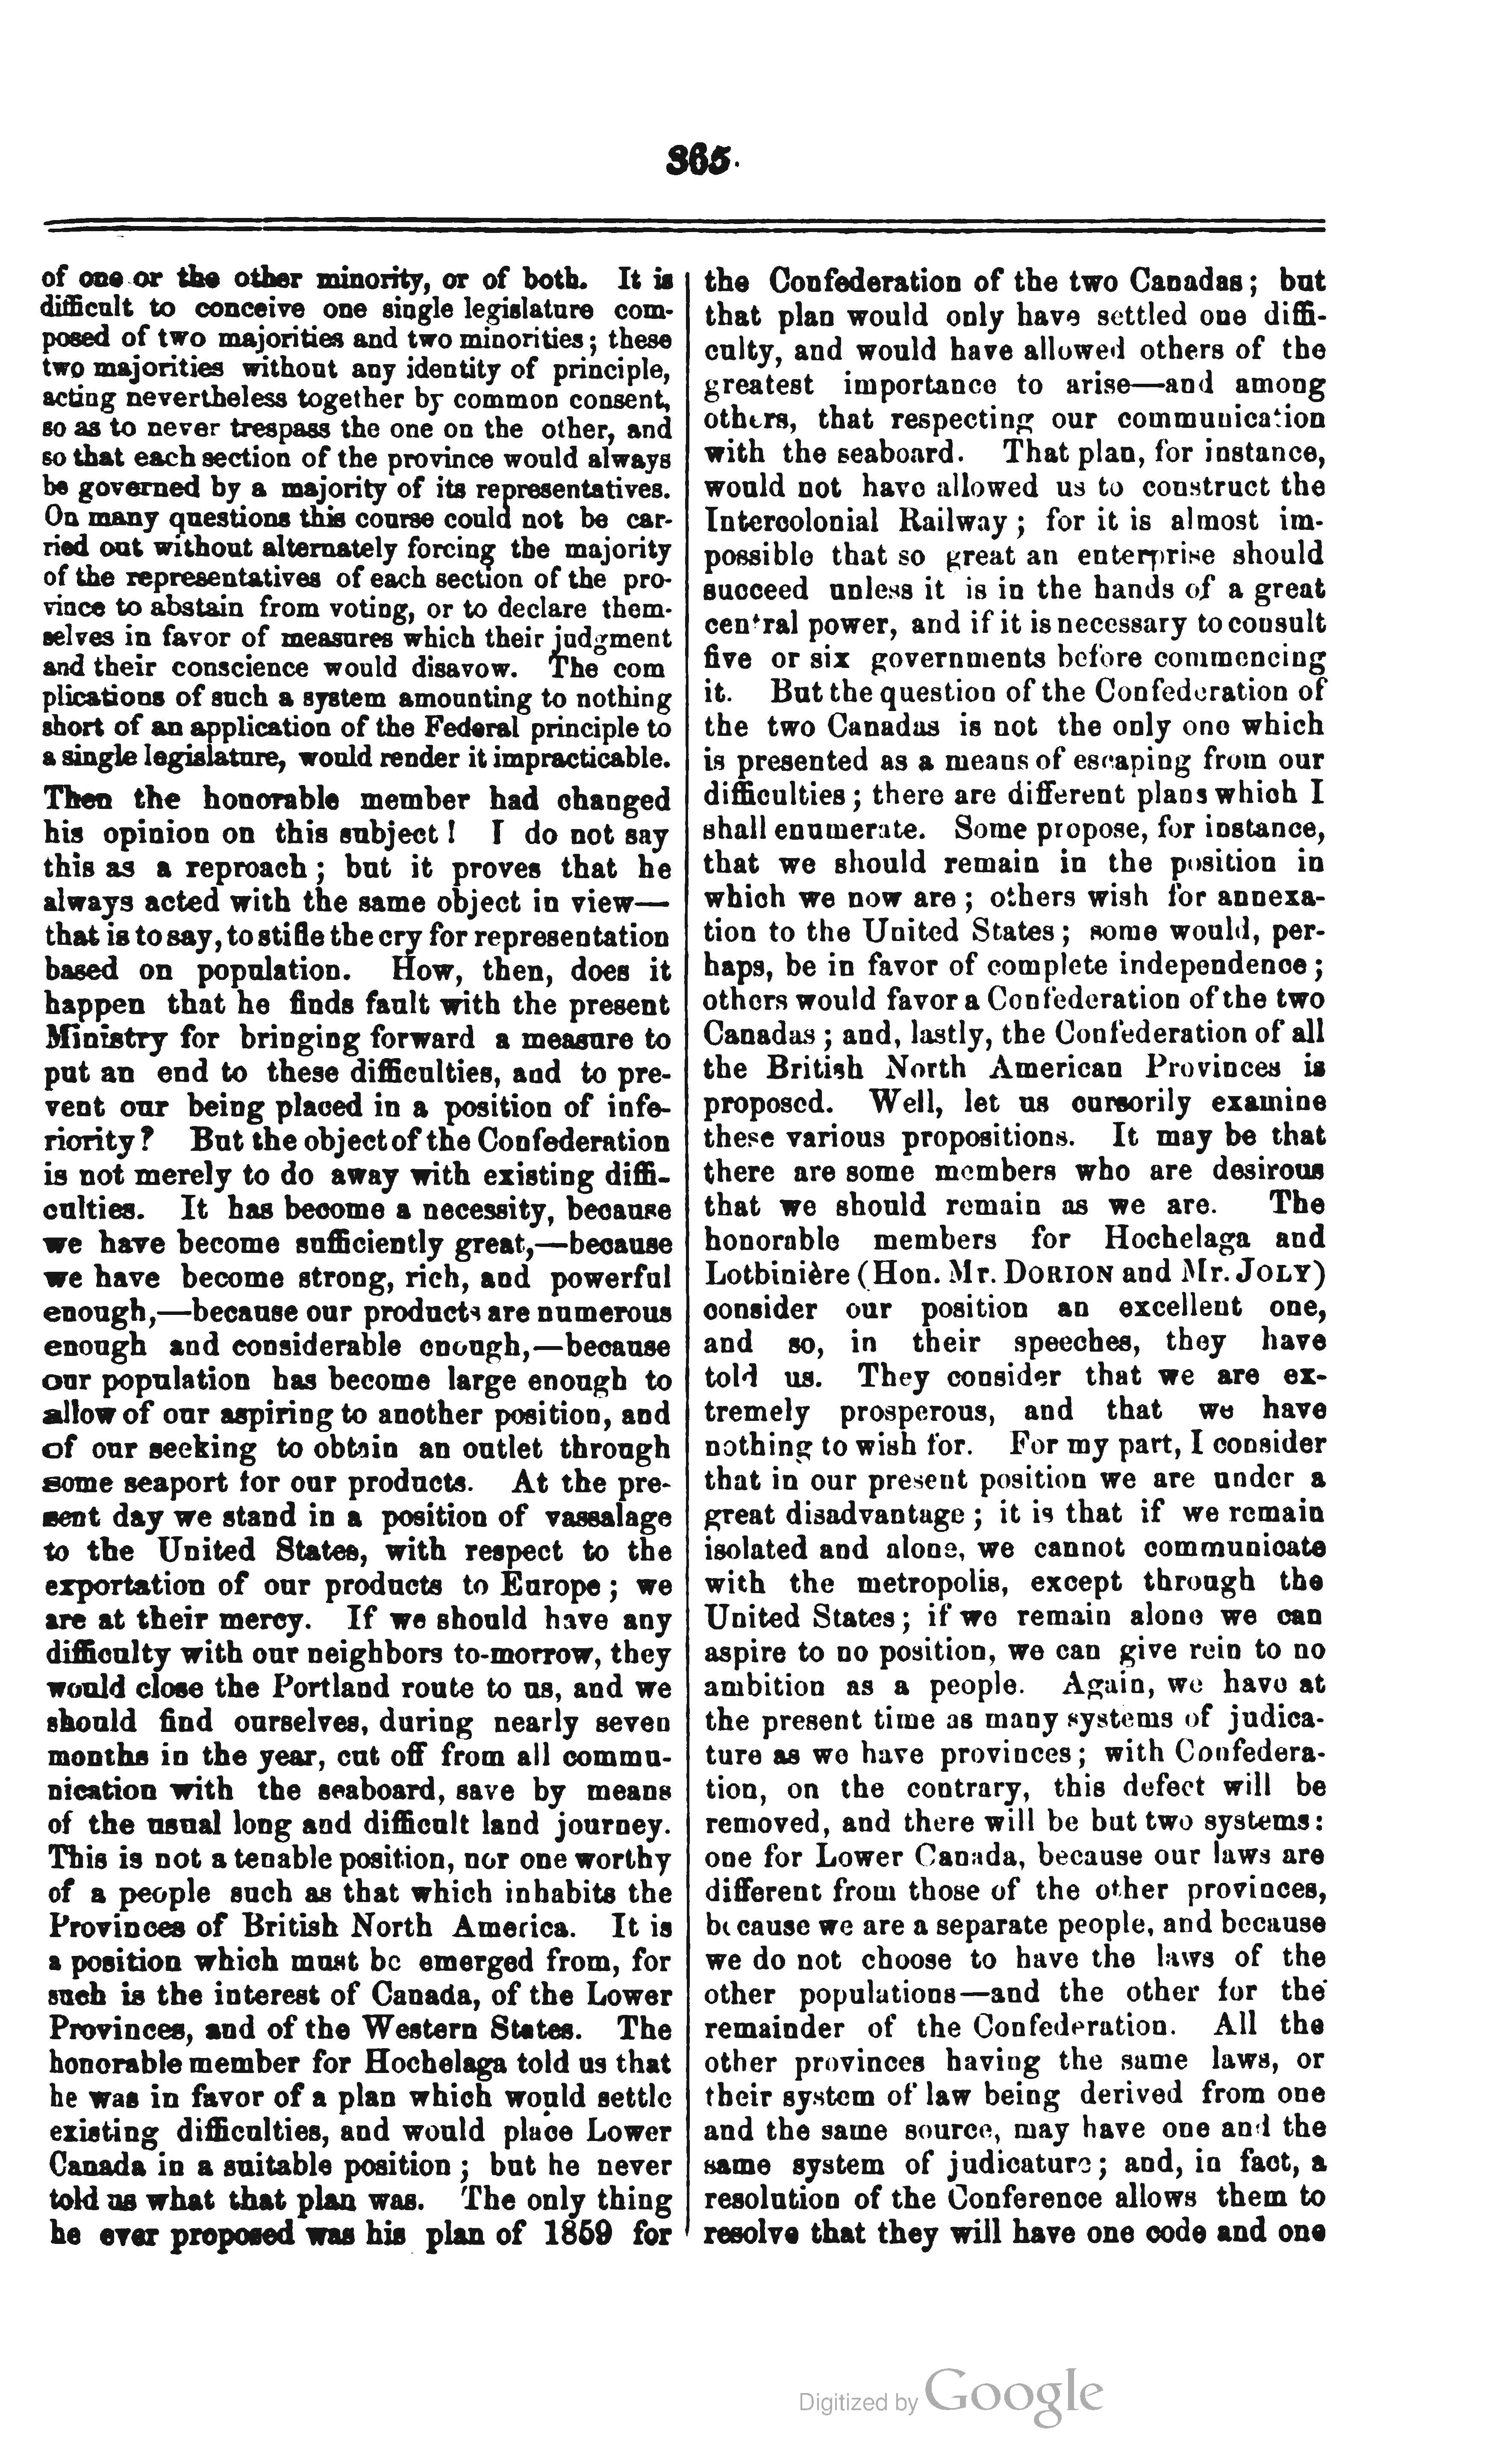 365.
of one or the other minority, or of both. It is
difficult to conceive one single legislature com-
posed of two majorities and two minorities; these
two majorities without any identity of principle,
acting nevertheless together by common consent,
so as to never trespass the one on the other, and
so that each section of the province would always
be governed by a majority of its representatives.
On many questions this course could not be car-
ried out without alternately forcing the majority
of the representatives of each section of the pro-
vince to abstain from voting, or to declare them-
selves in favor of measures which their judgment
and their conscience would disavow. The com
plications of such a system amounting to nothing
short of an application of the Federal principle to
a single legislature, would render it impracticable.
Then the honorable member had changed
his opinion on this subject! I do not say
this as a reproach; but it proves that he
always acted with the same object in view—
that is to say, to stifle the cry for representation
based on population. How, then, does it
happen that he finds fault with the present
Ministry for bringing forward a measure to
put an end to these difficulties, and to pre-
vent our being placed in a position of infe-
riority? But the object of the Confederation
is not merely to do away with existing diffi-
culties. It has become a necessity, because
we have become sufficiently great,—because
we have become strong, rich, and powerful
enough,—because our products are numerous
enough and considerable enough,—because
our population has become large enough to
allow of our aspiring to another position, and
of our seeking to obtain an outlet through
some seaport for our products. At the pre-
sent day we stand in a position of vassalage
to the United States, with respect to the
exportation of our products to Europe; we
are at their mercy. If we should have any
difficulty with our neighbors to-morrow, they
would close the Portland route to us, and we
should find ourselves, during nearly seven
months in the year, cut off from all commu-
nication with the seaboard, save by means
of the usual long and difficult land journey.
This is not a tenable position, nor one worthy
of a people such as that which inhabits the
Provinces of British North America. It is
a position which must be emerged from, for
such is the interest of Canada, of the Lower
Provinces, and of the Western States. The
honorable member for Hochelaga told us that
he was in favor of a plan which would settle
existing difficulties, and would place Lower
Canada in a suitable position; but he never
told us what that plan was. The only thing
he ever proposed was his plan of 1859 for
the Confederation of the two Canadas; but
that plan would only have settled one diffi-
culty, and would have allowed others of the
greatest importance to arise—and among
others, that respecting our communication
with the seaboard. That plan, for instance,
would not have allowed us to construct the
Intercolonial Railway; for it is almost im-
possible that so great an enterprise should
succeed unless it is in the hands of a great
central power, and if it is necessary to consult
five or six governments before commencing
it. But the question of the Confederation of
the two Canadas is not the only one which
is presented as a means of escaping from our
difficulties; there are different plans which I
shall enumerate. Some propose, for instance,
that we should remain in the position in
which we now are; others wish for annexa-
tion to the United States; some would, per-
haps, be in favor of complete independence;
others would favor a Confederation of the two
Canadas; and, lastly, the Confederation of all
the British North American Provinces is
proposed. Well, let us cursorily examine
these various propositions. It may be that
there are some members who are desirous
that we should remain as we are. The
honorable members for Hochelaga and
Lotbinière (Hon. Mr. DORION and Mr. JOLY)
consider our position an excellent one,
and so, in their speeches, they have
told us. They consider that we are ex-
tremely prosperous, and that we have
nothing to wish for. For my part, I consider
that in our present position we are under a
great disadvantage; it is that if we remain
isolated and alone, we cannot communicate
with the metropolis, except through the
United States; if we remain alone we can
aspire to no position, we can give rein to no
ambition as a people. Again, we have at
the present time as many systems of judica-
ture as we have provinces; with Confedera-
tion, on the contrary, this defect will be
removed, and there will be but two systems:
one for Lower Canada, because our laws are
different from those of the other provinces,
because we are a separate people, and because
we do not choose to have the laws of the
other populations—and the other for the
remainder of the Confederation. All the
other provinces having the same laws, or
their system of law being derived from one
and the same source, may have one and the
same system of judicature; and, in fact, a
resolution of the Conference allows them to
resolve that they will have one code and one
Digitized by Google